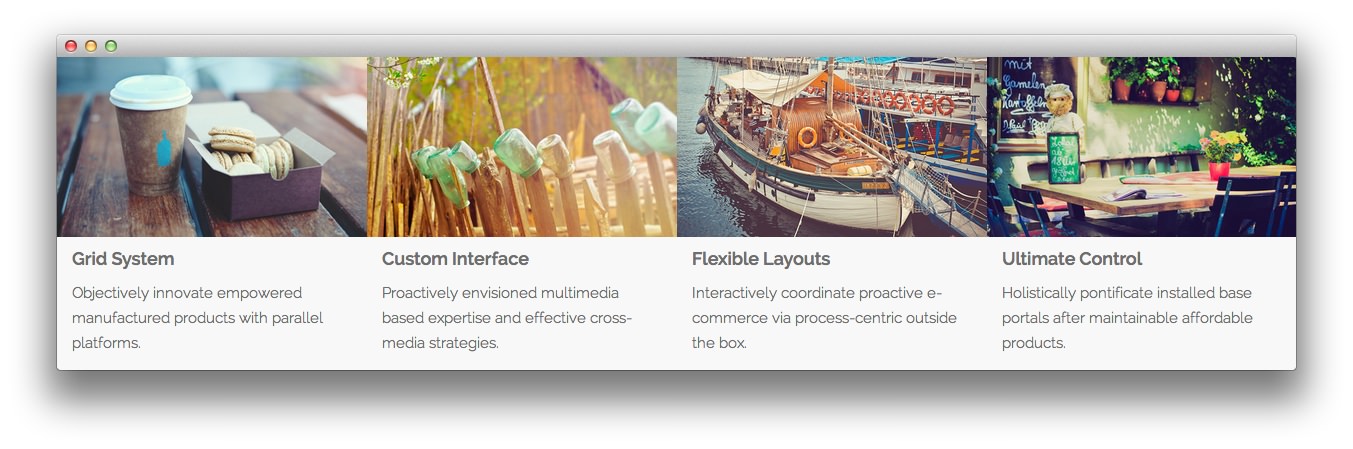 mit
Gamelen
Grid System
Objectively innovate empowered
manufactured products with parallel
platforms.
Custom Interface
Proactively envisioned multimedia
based expertise and effective cross-
media strategies.
Flexible Layouts
Interactively coordinate proactive e-
commerce via process-centric outside
the box.
Ultimate Control
Holistically pontificate installed base
portals after maintainable affordable
products.